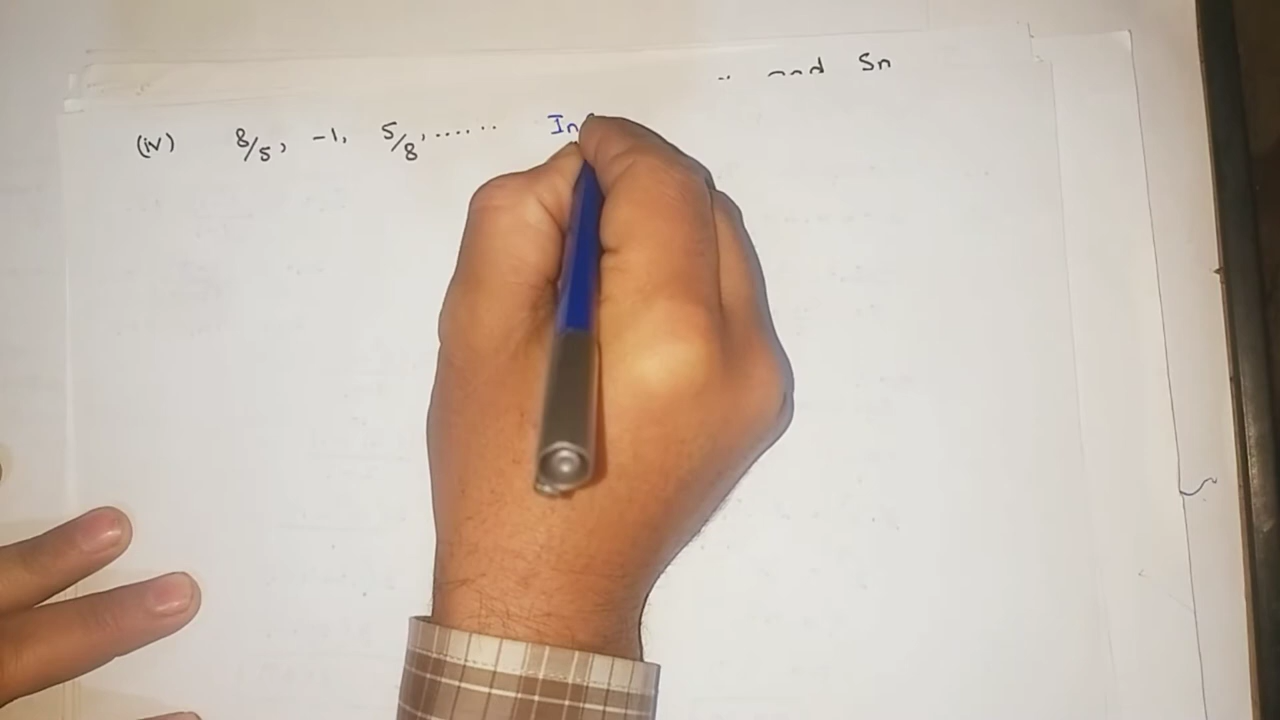 and Sn
(iv) 8/5, -1, 5/8, ...... In